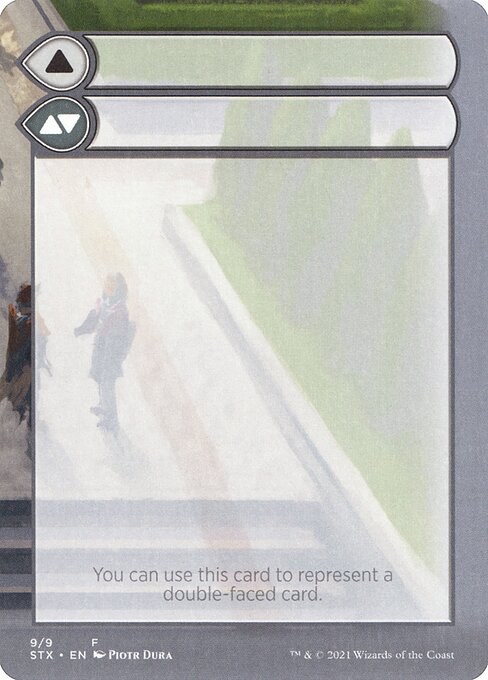 You can use this card to represent a
double-faced card.
9/9 F
STX • EN Piotr Dura
™ & © 2021 Wizards of the Coast